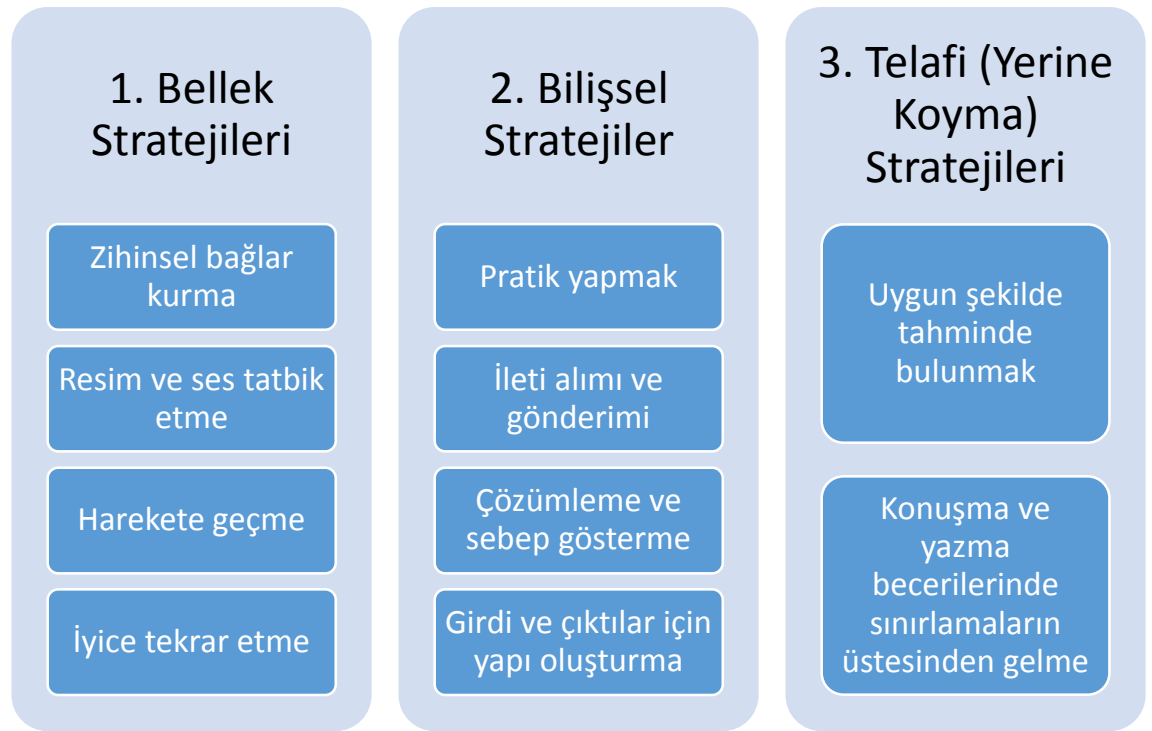 1. Bellek
Stratejileri
Zihinsel bağlar
kurma
Resim ve ses tatbik
etme
Harekete geçme
İyice tekrar etme
2. Bilişsel
Stratejiler
Pratik yapmak
İleti alımı ve
gönderimi
Çözümleme ve
sebep gösterme
Girdi ve çıktılar için
yapı oluşturma
3. Telafi (Yerine
Koyma)
Stratejileri
Uygun şekilde
tahminde
bulunmak
Konuşma ve
yazma
becerilerinde
sınırlamaların
üstesinden gelme